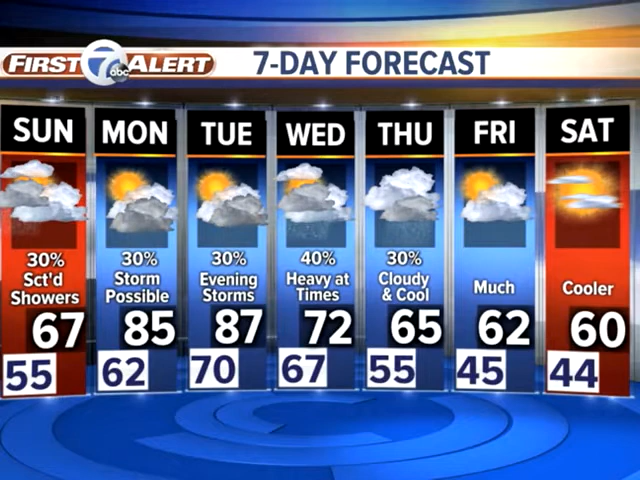 FIRST 7 abc ALERT 7-DAY FORECAST
SUN MON TUE WED THU FRI SAT
30% 30% 30% 40% 30%
Sct'd Storm Evening Heavy at Cloudy Much Cooler
Showers Possible Storms Times & Cool
67 85 87 72 65 62 60
55 62 70 67 55 45 44